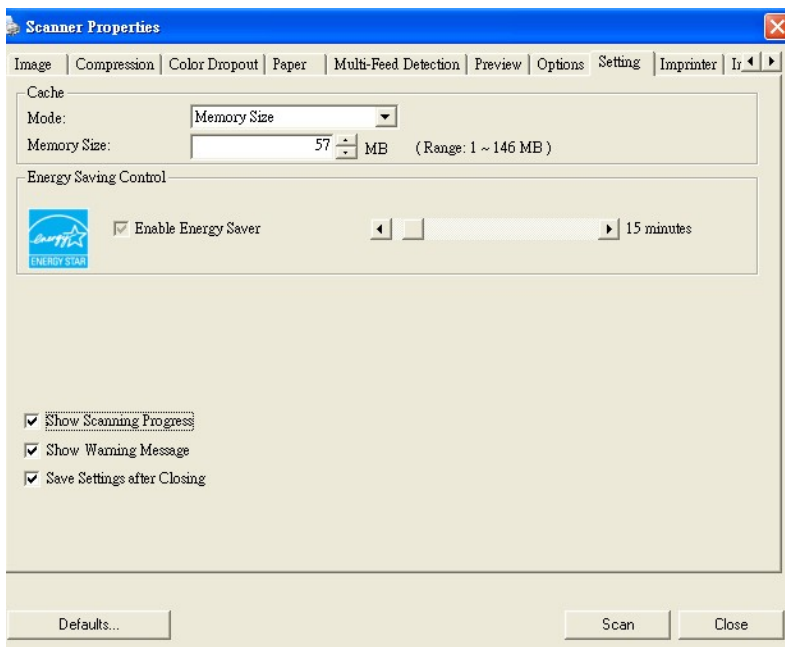 Scanner Properties
Image Compression Color Dropout Paper Multi-Feed Detection Preview Options Setting Imprinter
Cache
Mode: Memory Size
Memory Size: 57 MB ( Range: 1 ~ 146 MB )
Energy Saving Control
energy
ENERGY STAR
Enable Energy Saver 15 minutes
Show Scanning Progress
Show Warning Message
Save Settings after Closing
Defaults... Scan Close